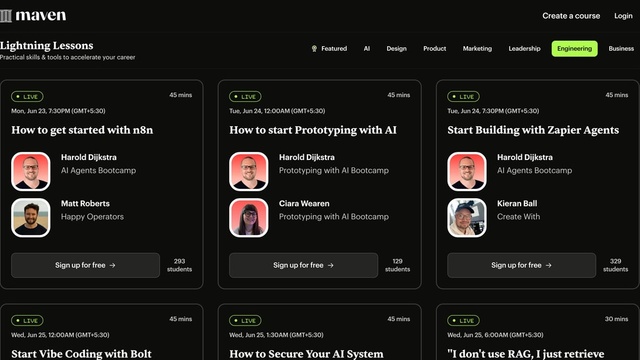 maven
Create a course
Login
Lightning Lessons
Practical skills & tools to accelerate your career
Featured
AI
Design
Product
Marketing
Leadership
Engineering
Business
LIVE
45 mins
Mon, Jun 23, 7:30PM (GMT+5:30)
How to get started with n8n
Harold Dijkstra
AI Agents Bootcamp
Matt Roberts
Happy Operators
Sign up for free →
293
students
LIVE
45 mins
Tue, Jun 24, 12:00AM (GMT+5:30)
How to start Prototyping with AI
Harold Dijkstra
Prototyping with AI Bootcamp
Ciara Wearen
Prototyping with AI Bootcamp
Sign up for free →
129
students
LIVE
45 mins
Tue, Jun 24, 7:30PM (GMT+5:30)
Start Building with Zapier Agents
Harold Dijkstra
AI Agents Bootcamp
Kieran Ball
Create With
Sign up for free →
329
students
LIVE
45 mins
Wed, Jun 25, 12:00AM (GMT+5:30)
Start Vibe Coding with Bolt
LIVE
45 mins
Wed, Jun 25, 1:30AM (GMT+5:30)
How to Secure Your AI System
LIVE
30 mins
Wed, Jun 25, 6:00AM (GMT+5:30)
"I don't use RAG, I just retrieve